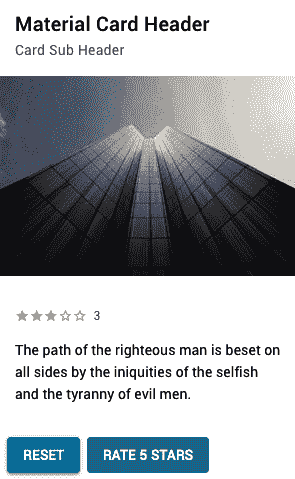 Material Card Header
Card Sub Header
3
The path of the righteous man is beset on
all sides by the iniquities of the selfish
and the tyranny of evil men.
RESET
RATE 5 STARS